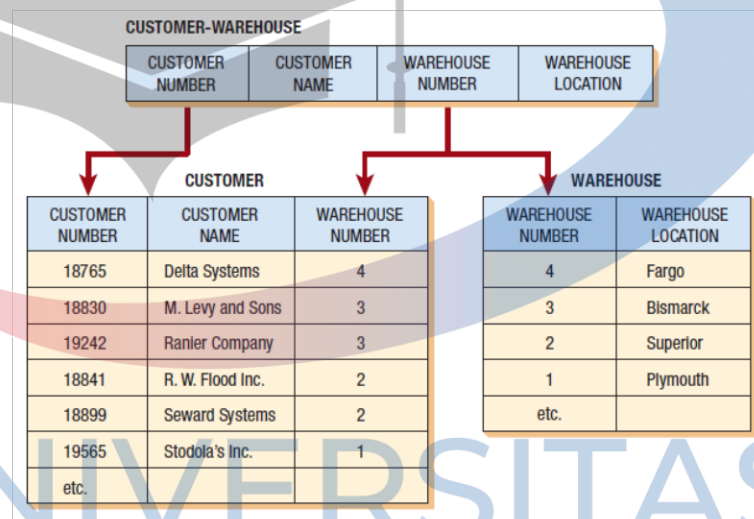 CUSTOMER-WAREHOUSE
CUSTOMER NUMBER CUSTOMER NAME WAREHOUSE NUMBER WAREHOUSE LOCATION
CUSTOMER
CUSTOMER NUMBER CUSTOMER NAME WAREHOUSE NUMBER
18765 Delta Systems 4
18830 M. Levy and Sons 3
19242 Ranier Company 3
18841 R. W. Flood Inc. 2
18899 Seward Systems 2
19565 Stodola's Inc. 1
etc.
WAREHOUSE
WAREHOUSE NUMBER WAREHOUSE LOCATION
4 Fargo
3 Bismarck
2 Superior
1 Plymouth
etc.
NIVERSITAS